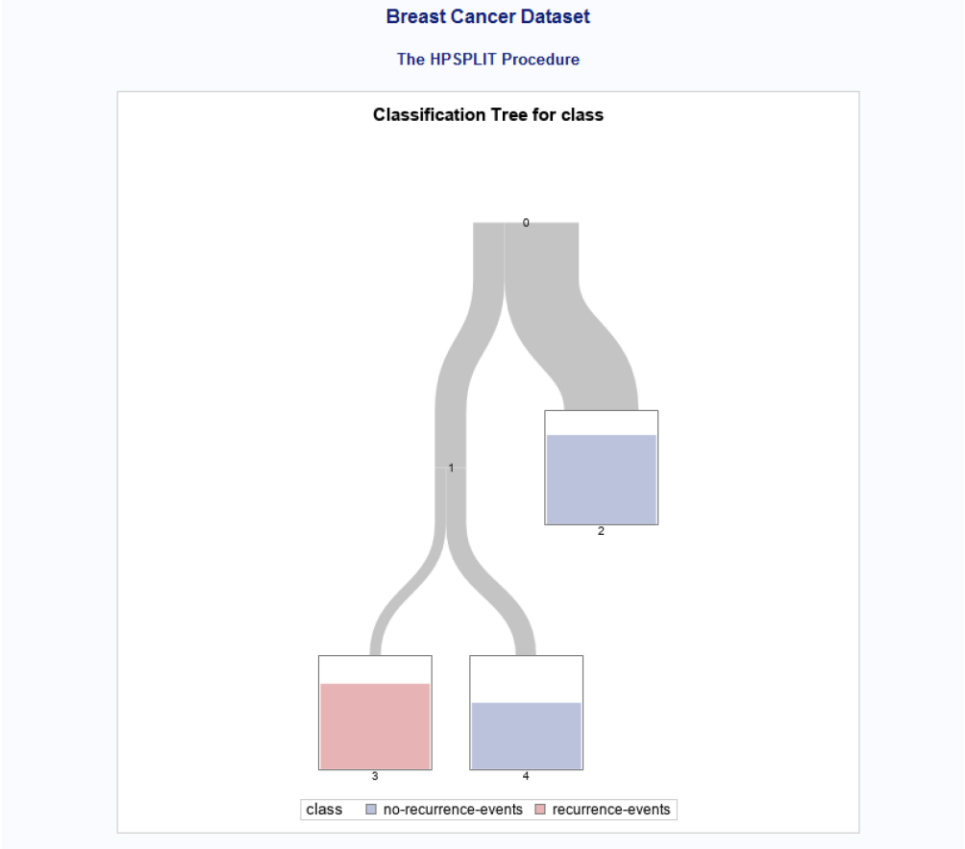 Breast Cancer Dataset
The HPSPLIT Procedure
Classification Tree for class
0
1
2
3
4
class no-recurrence-events recurrence-events